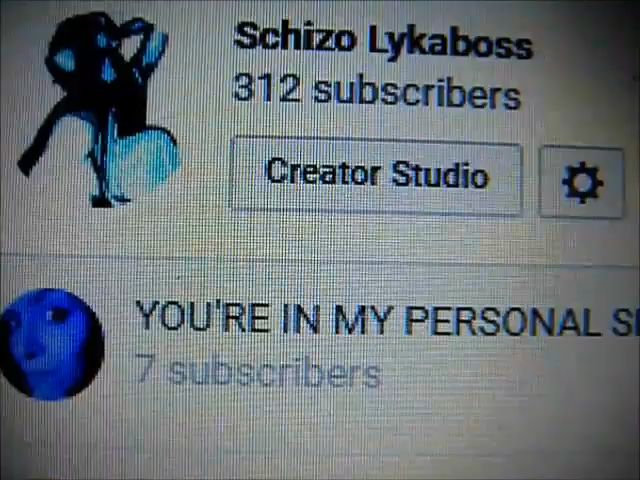 Schizo Lykaboss
312 subscribers
Creator Studio
YOU'RE IN MY PERSONAL
7 subscribers